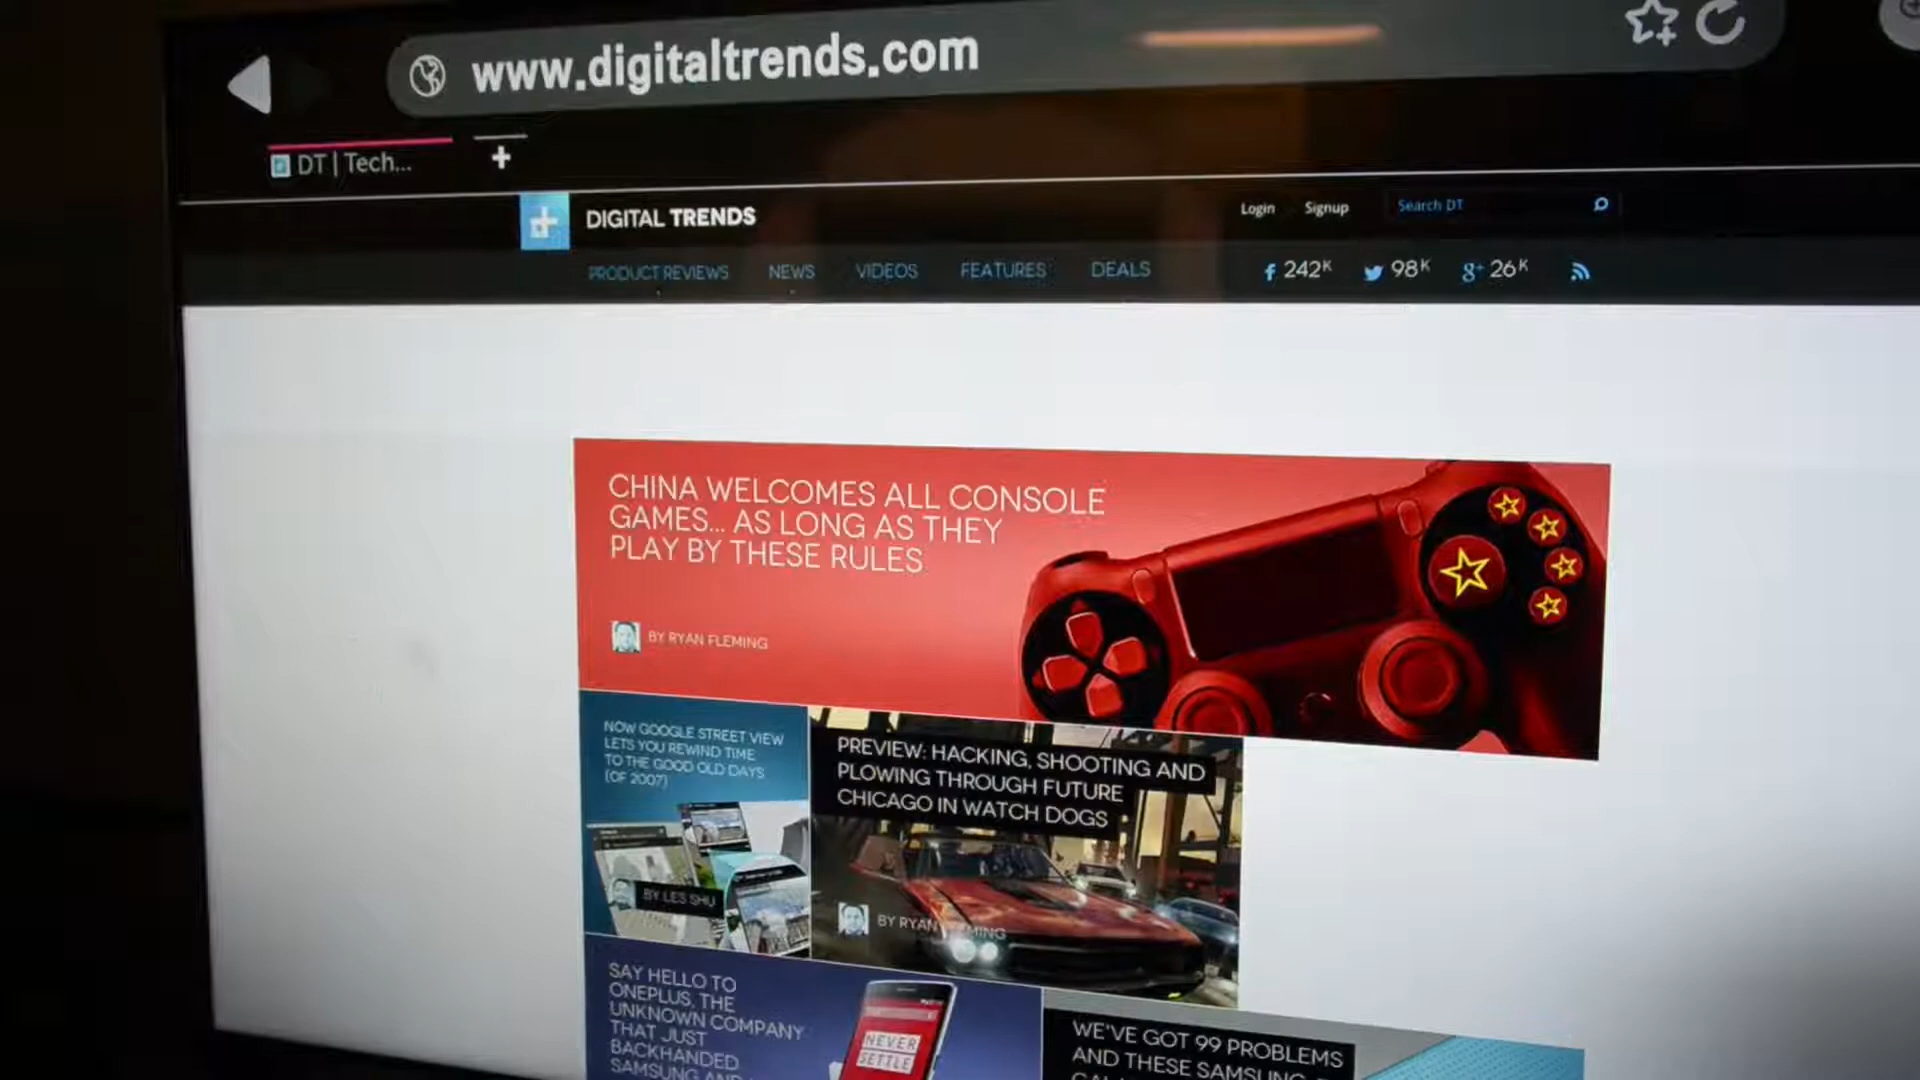 www.digitaltrends.com
DT | Tech...
+
DIGITAL TRENDS
Login Signup Search DT
PRODUCT REVIEWS NEWS VIDEOS FEATURES DEALS 242K 98K g+ 26K
CHINA WELCOMES ALL CONSOLE
GAMES... AS LONG AS THEY
PLAY BY THESE RULES
BY RYAN FLEMING
NOW GOOGLE STREET VIEW
LETS YOU REWIND TIME
TO THE GOOD OLD DAYS
(OF 2007)
BY LES SHU
PREVIEW: HACKING, SHOOTING AND
PLOWING THROUGH FUTURE
CHICAGO IN WATCH DOGS
BY RYAN FLEMING
SAY HELLO TO
ONEPLUS, THE
UNKNOWN COMPANY
THAT JUST
BACKHANDED
SAMSUNG AND
NEVER
SETTLE
WE'VE GOT 99 PROBLEMS
AND THESE SAMSUNG